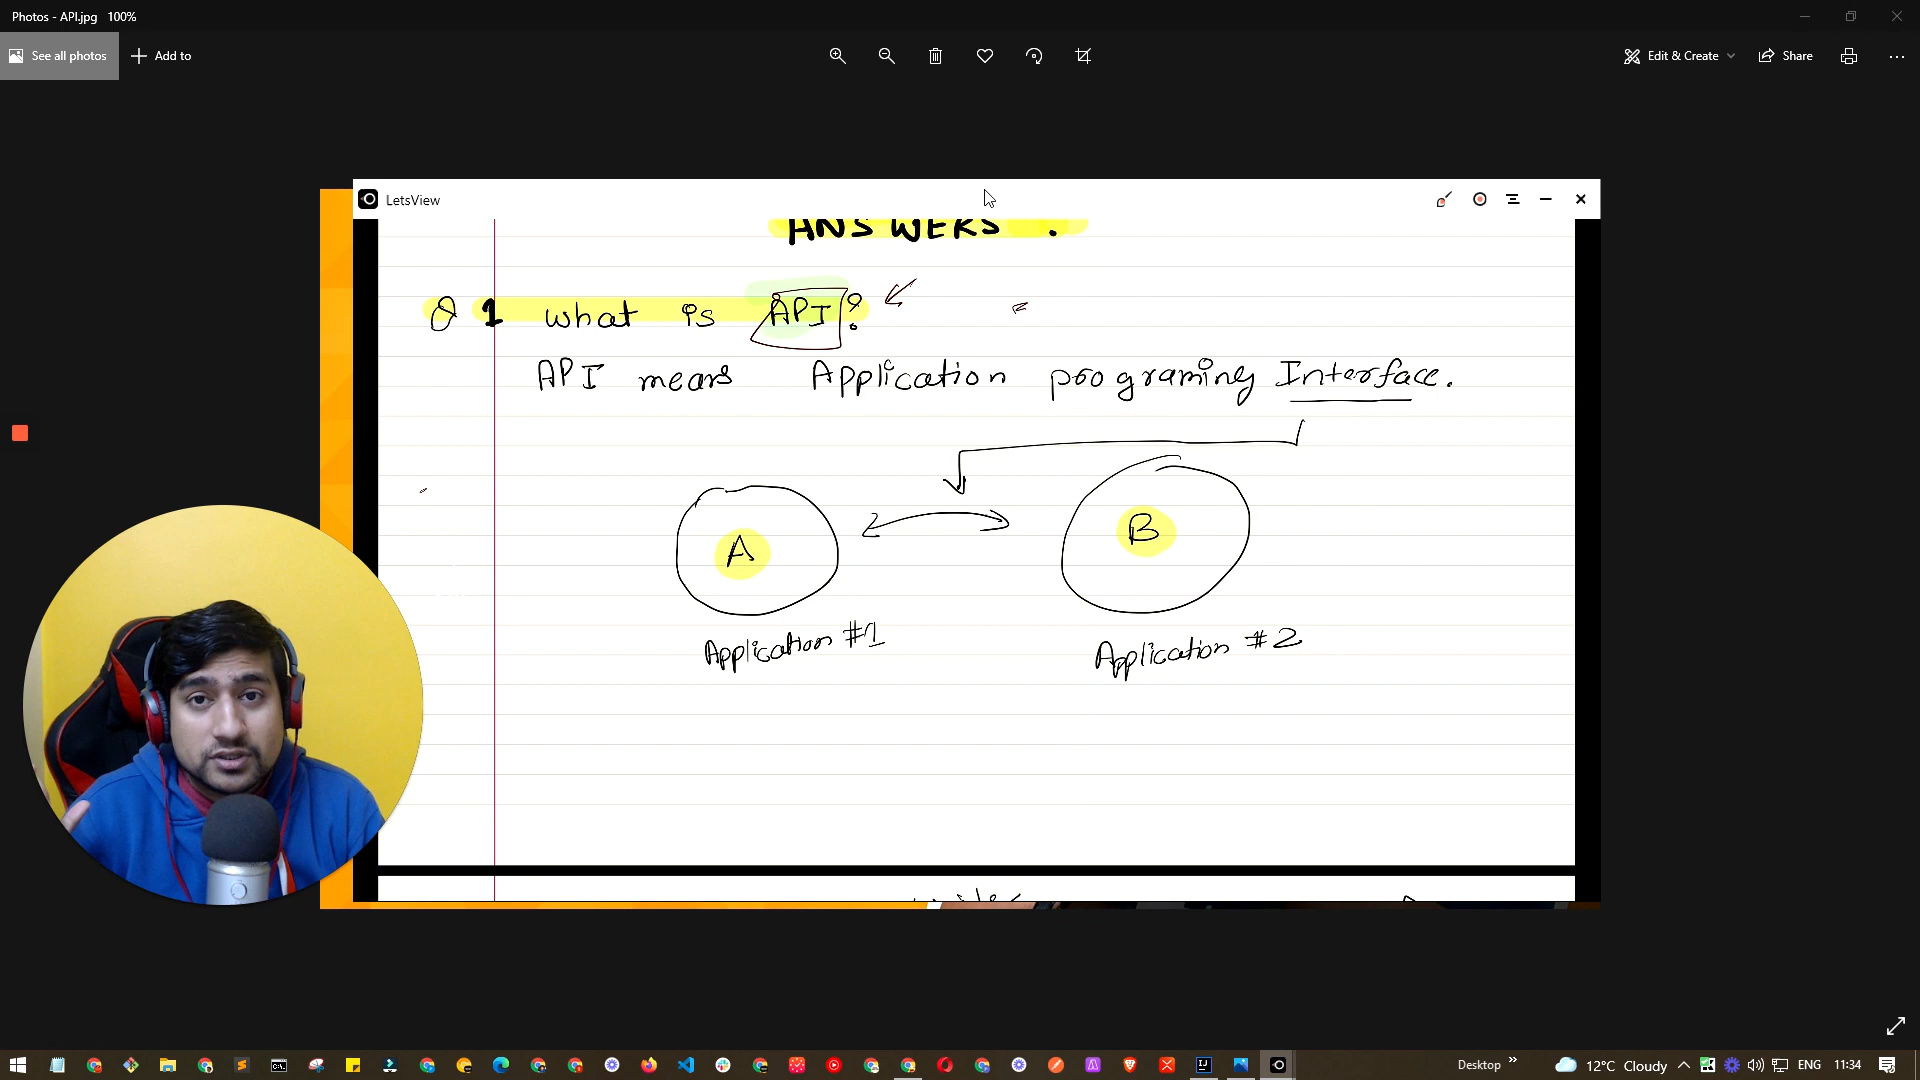 Photos - API.jpg 100%
See all photos
Add to
Edit & Create
Share
LetsView
ANSWERS .
Q 1 what is API?
API means Application programing Interface.
A
B
Application #1
Application #2
Desktop
12°C Cloudy
ENG
11:34